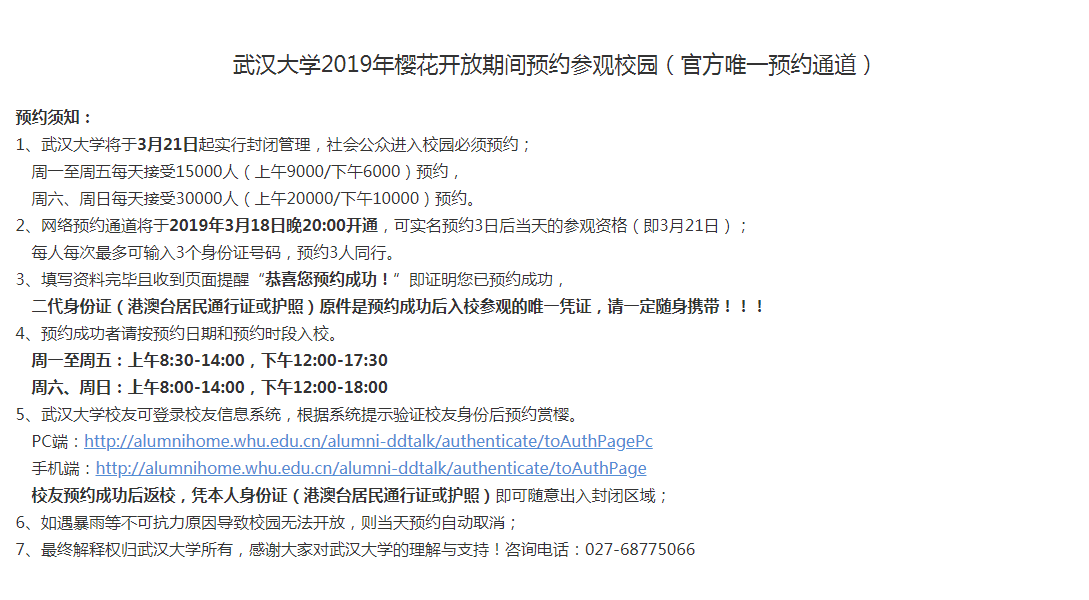 武汉大学2019年樱花开放期间预约参观校园（官方唯一预约通道）
预约须知：
1、武汉大学将于3月21日起实行封闭管理，社会公众进入校园必须预约；
周一至周五每天接受15000人（上午9000/下午6000）预约，
周六、周日每天接受30000人（上午20000/下午10000）预约。
2、网络预约通道将于2019年3月18日晚20:00开通，可实名预约3日后当天的参观资格（即3月21日）；
每人每次最多可输入3个身份证号码，预约3人同行。
3、填写资料完毕且收到页面提醒“恭喜您预约成功！”即证明您已预约成功，
二代身份证（港澳台居民通行证或护照）原件是预约成功后入校参观的唯一凭证，请一定随身携带！！！
4、预约成功者请按预约日期和预约时段入校。
周一至周五：上午8:30-14:00，下午12:00-17:30
周六、周日：上午8:00-14:00，下午12:00-18:00
5、武汉大学校友可登录校友信息系统，根据系统提示验证校友身份后预约赏樱。
PC端：http://alumnihome.whu.edu.cn/alumni-ddtalk/authenticate/toAuthPagePc
手机端：http://alumnihome.whu.edu.cn/alumni-ddtalk/authenticate/toAuthPage
校友预约成功后返校，凭本人身份证（港澳台居民通行证或护照）即可随意出入封闭区域；
6、如遇暴雨等不可抗力原因导致校园无法开放，则当天预约自动取消；
7、最终解释权归武汉大学所有，感谢大家对武汉大学的理解与支持！咨询电话：027-68775066